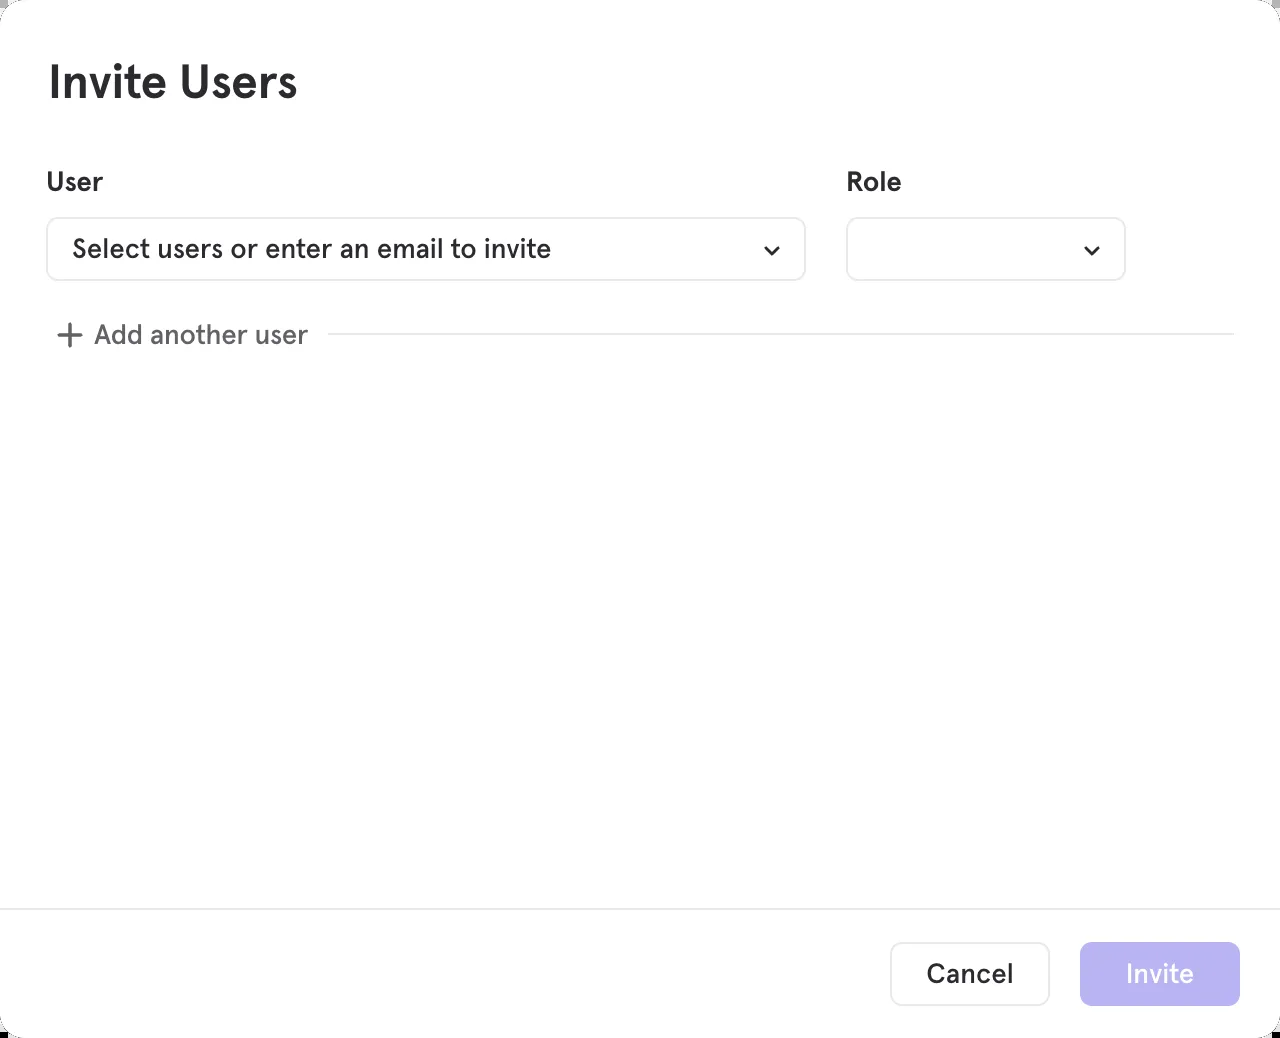 Invite Users
User
Role
Select users or enter an email to invite
Add another user
Cancel
Invite